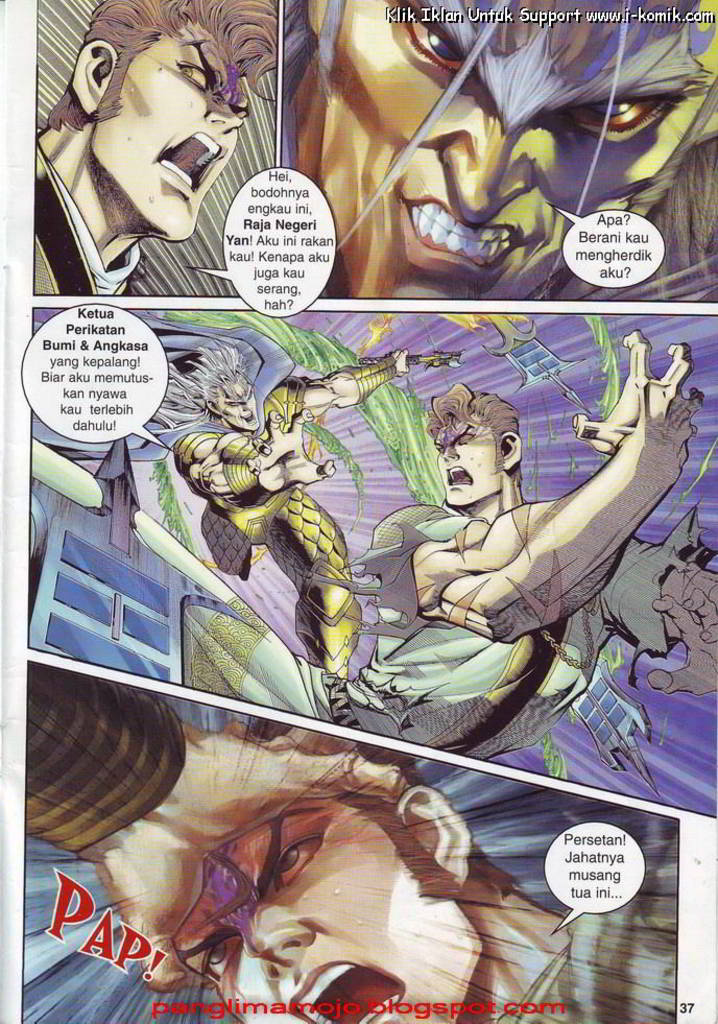 Klik Iklan Untuk Support www.i-komik.com
Hei,
bodohnya
engkau ini,
Raja Negeri
Yan! Aku ini rakan
kau! Kenapa aku
juga kau
serang,
hah?
Apa?
Berani kau
mengherdik
aku?
Ketua
Perikatan
Bumi & Angkasa
yang kepalang!
Biar aku memutus-
kan nyawa
kau terlebih
dahulu!
Persetan!
Jahatnya
musang
tua ini...
PAP!
panglimamojo.blogspot.com
37